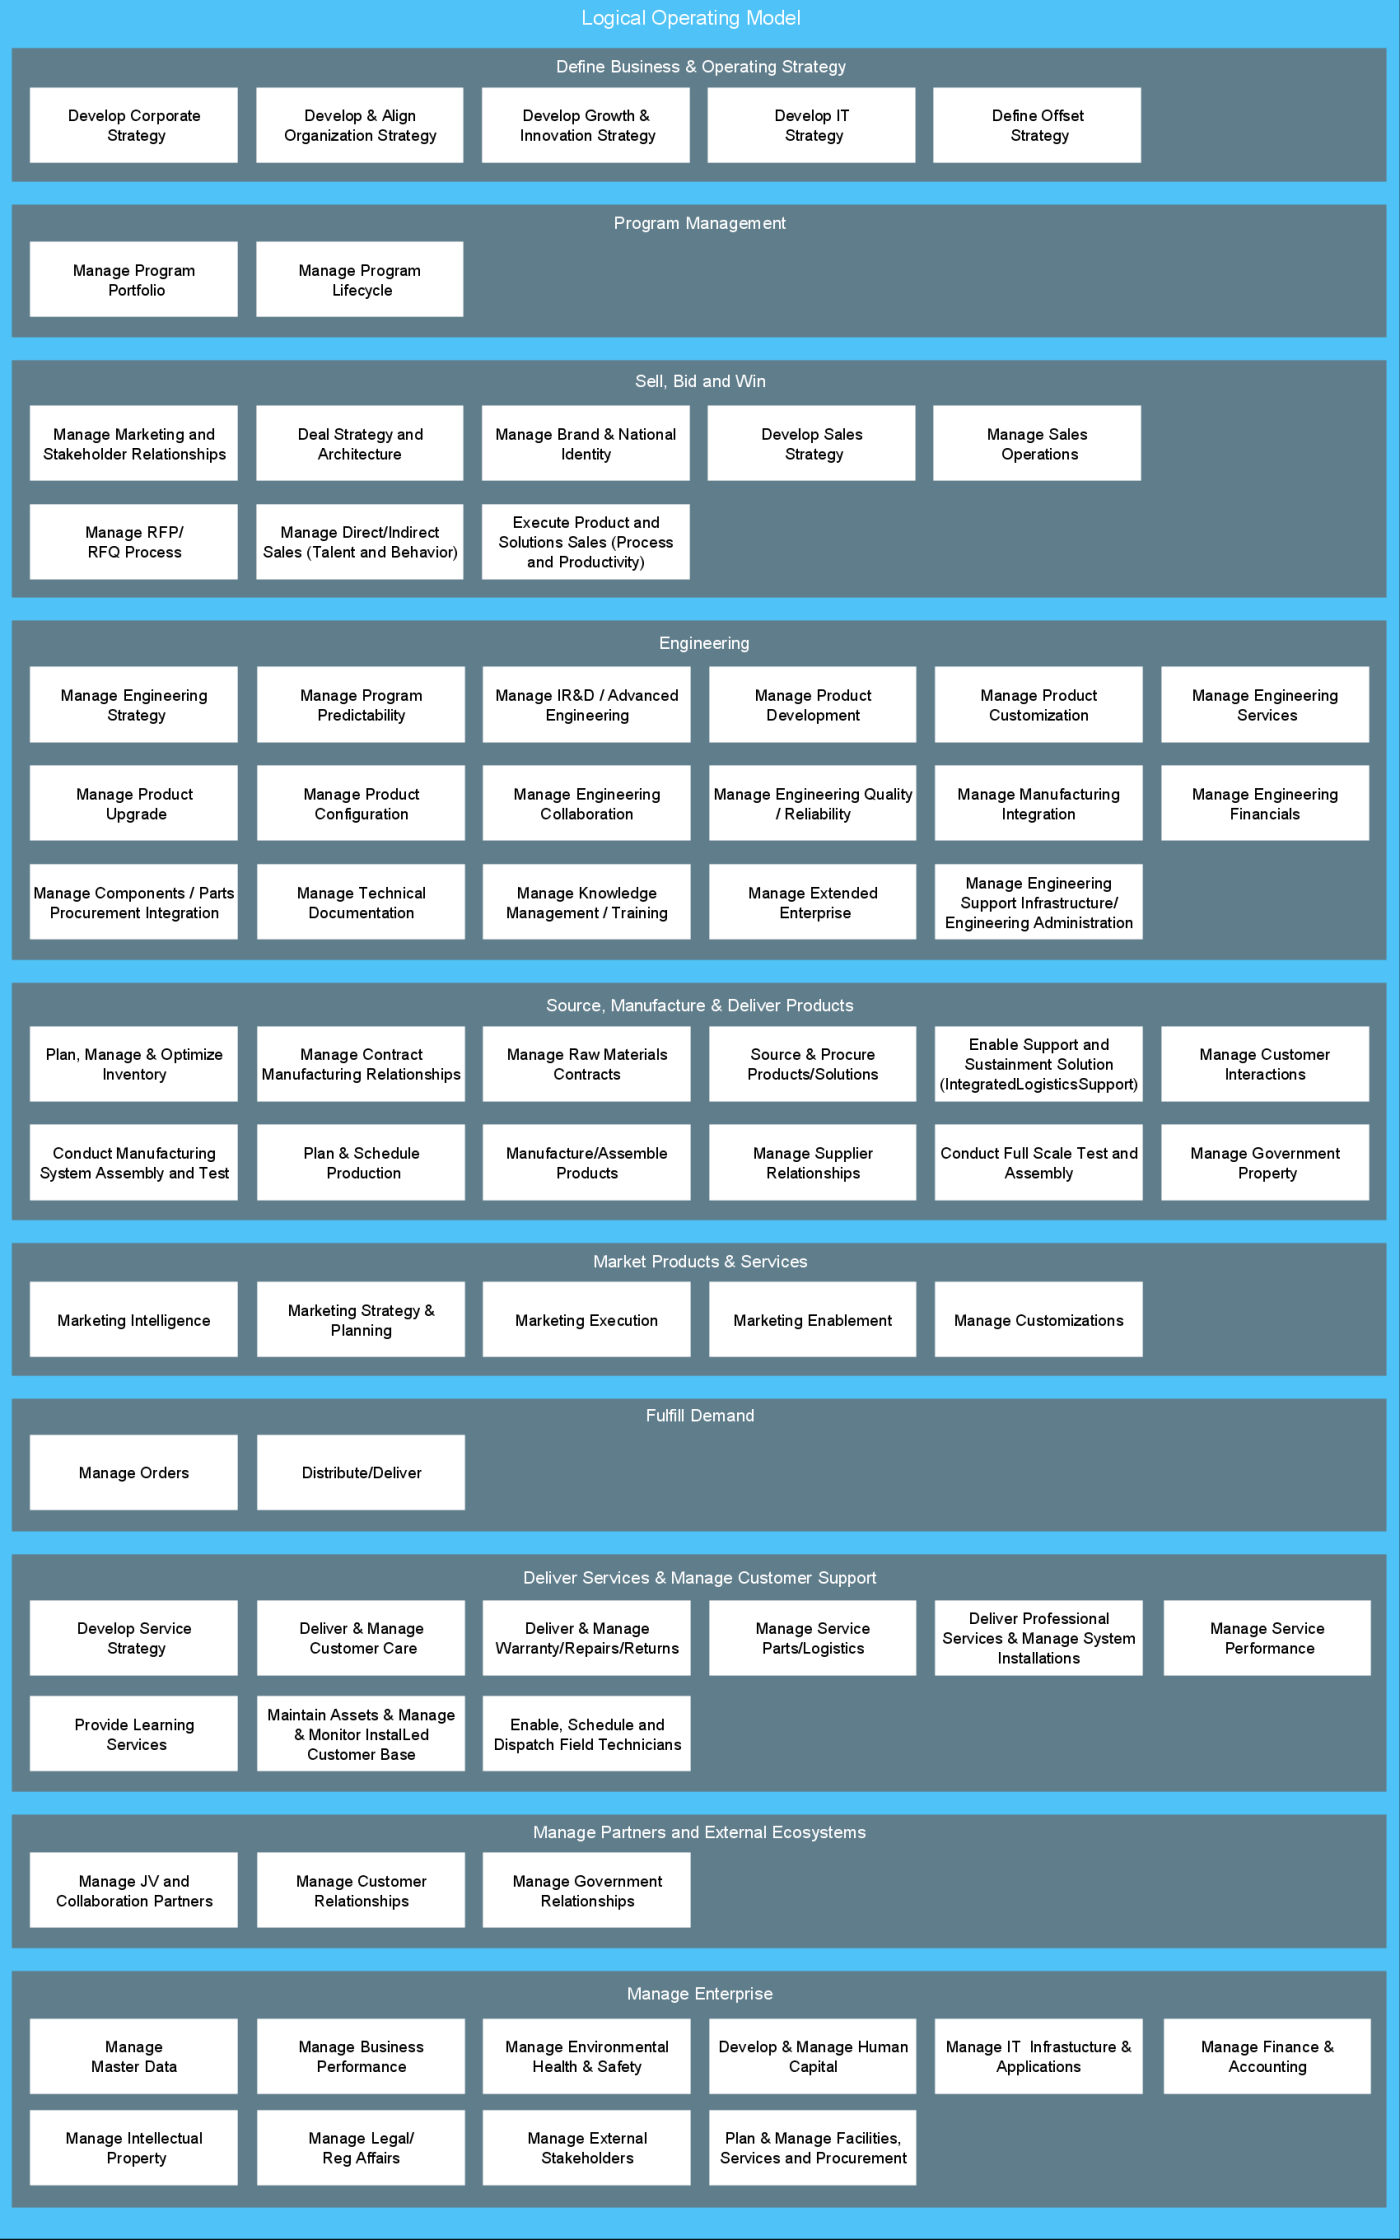 Logical Operating Model
Define Business & Operating Strategy
Develop Corporate
Strategy
Develop & Align
Organization Strategy
Develop Growth &
Innovation Strategy
Develop IT
Strategy
Define Offset
Strategy
Program Management
Manage Program
Portfolio
Manage Program
Lifecycle
Sell, Bid and Win
Manage Marketing and
Stakeholder Relationships
Deal Strategy and
Architecture
Manage Brand & National
Identity
Develop Sales
Strategy
Manage Sales
Operations
Manage RFP/
RFQ Process
Manage Direct/Indirect
Sales (Talent and Behavior)
Execute Product and
Solutions Sales (Process
and Productivity)
Engineering
Manage Engineering
Strategy
Manage Program
Predictability
Manage IR&D / Advanced
Engineering
Manage Product
Development
Manage Product
Customization
Manage Engineering
Services
Manage Product
Upgrade
Manage Product
Configuration
Manage Engineering
Collaboration
Manage Engineering Quality
/ Reliability
Manage Manufacturing
Integration
Manage Engineering
Financials
Manage Components / Parts
Procurement Integration
Manage Technical
Documentation
Manage Knowledge
Management / Training
Manage Extended
Enterprise
Manage Engineering
Support Infrastructure/
Engineering Administration
Source, Manufacture & Deliver Products
Plan, Manage & Optimize
Inventory
Manage Contract
Manufacturing Relationships
Manage Raw Materials
Contracts
Source & Procure
Products/Solutions
Enable Support and
Sustainment Solution
(IntegratedLogisticsSupport)
Manage Customer
Interactions
Conduct Manufacturing
System Assembly and Test
Plan & Schedule
Production
Manufacture/Assemble
Products
Manage Supplier
Relationships
Conduct Full Scale Test and
Assembly
Manage Government
Property
Market Products & Services
Marketing Intelligence
Marketing Strategy &
Planning
Marketing Execution
Marketing Enablement
Manage Customizations
Fulfill Demand
Manage Orders
Distribute/Deliver
Deliver Services & Manage Customer Support
Develop Service
Strategy
Deliver & Manage
Customer Care
Deliver & Manage
Warranty/Repairs/Returns
Manage Service
Parts/Logistics
Deliver Professional
Services & Manage System
Installations
Manage Service
Performance
Provide Learning
Services
Maintain Assets & Manage
& Monitor InstalLed
Customer Base
Enable, Schedule and
Dispatch Field Technicians
Manage Partners and External Ecosystems
Manage JV and
Collaboration Partners
Manage Customer
Relationships
Manage Government
Relationships
Manage Enterprise
Manage
Master Data
Manage Business
Performance
Manage Environmental
Health & Safety
Develop & Manage Human
Capital
Manage IT  Infrastucture &
Applications
Manage Finance &
Accounting
Manage Intellectual
Property
Manage Legal/
Reg Affairs
Manage External
Stakeholders
Plan & Manage Facilities,
Services and Procurement